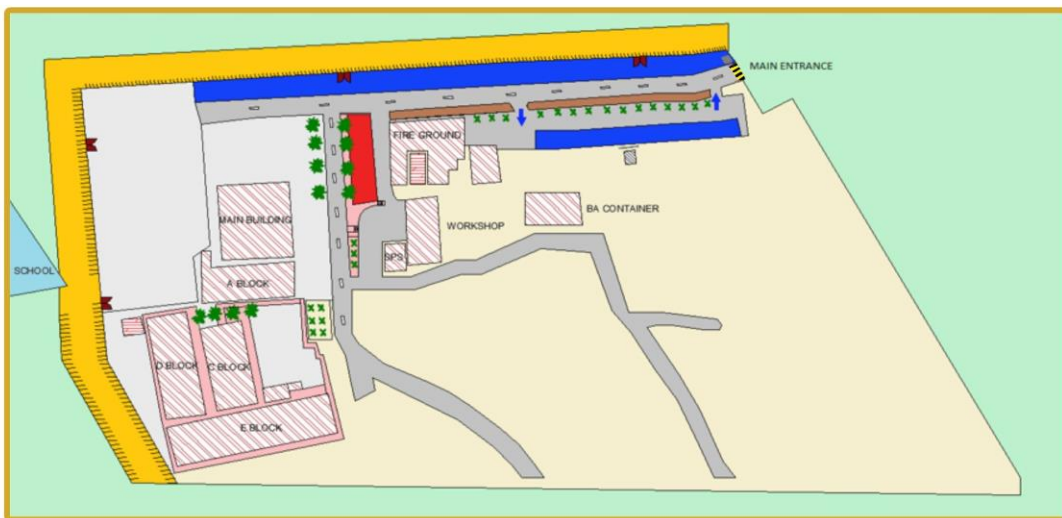 MAIN ENTRANCE
FIRE GROUND
MAIN BUILDING
BA CONTAINER
WORKSHOP
SPS
SCHOOL
A BLOCK
D BLOCK
C BLOCK
E BLOCK